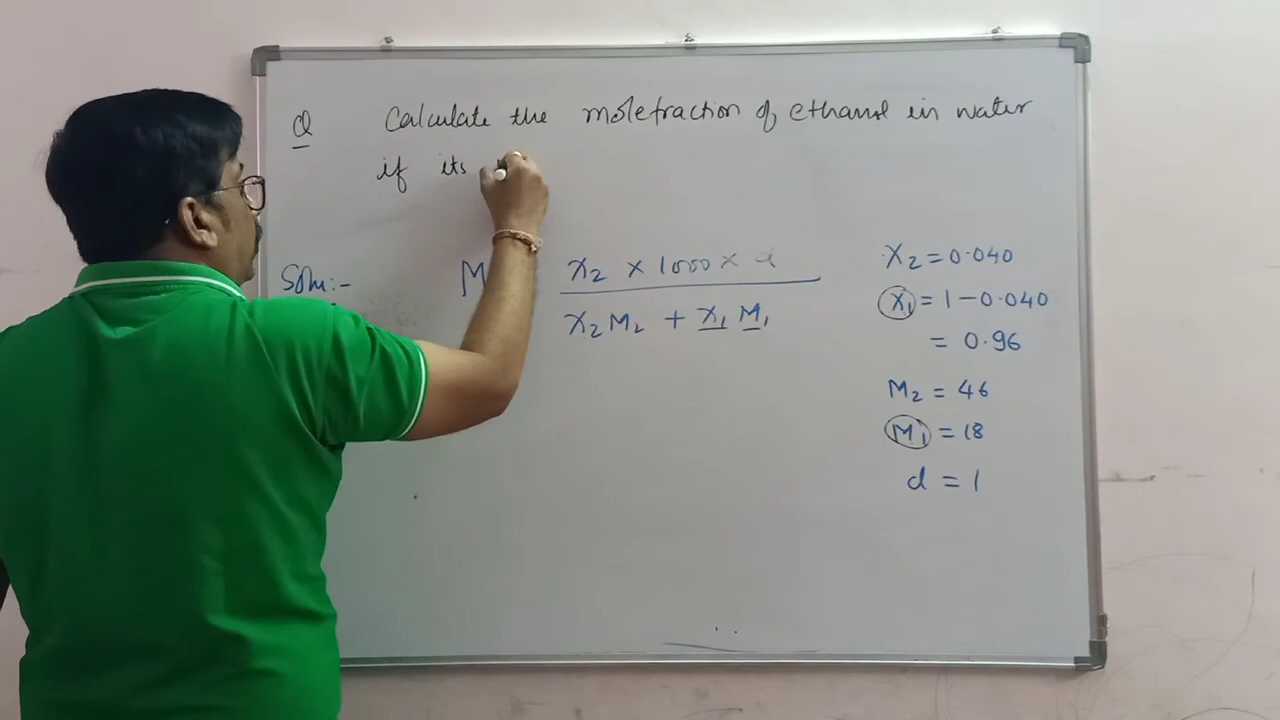 Q Calculate the molefraction of ethanol in water
if its
Soln:-
M
x₂ × 1000 × d
x₂M₂ + x₁M₁
x₂ = 0.040
x₁ = 1 - 0.040
= 0.96
M₂ = 46
M₁ = 18
d = 1